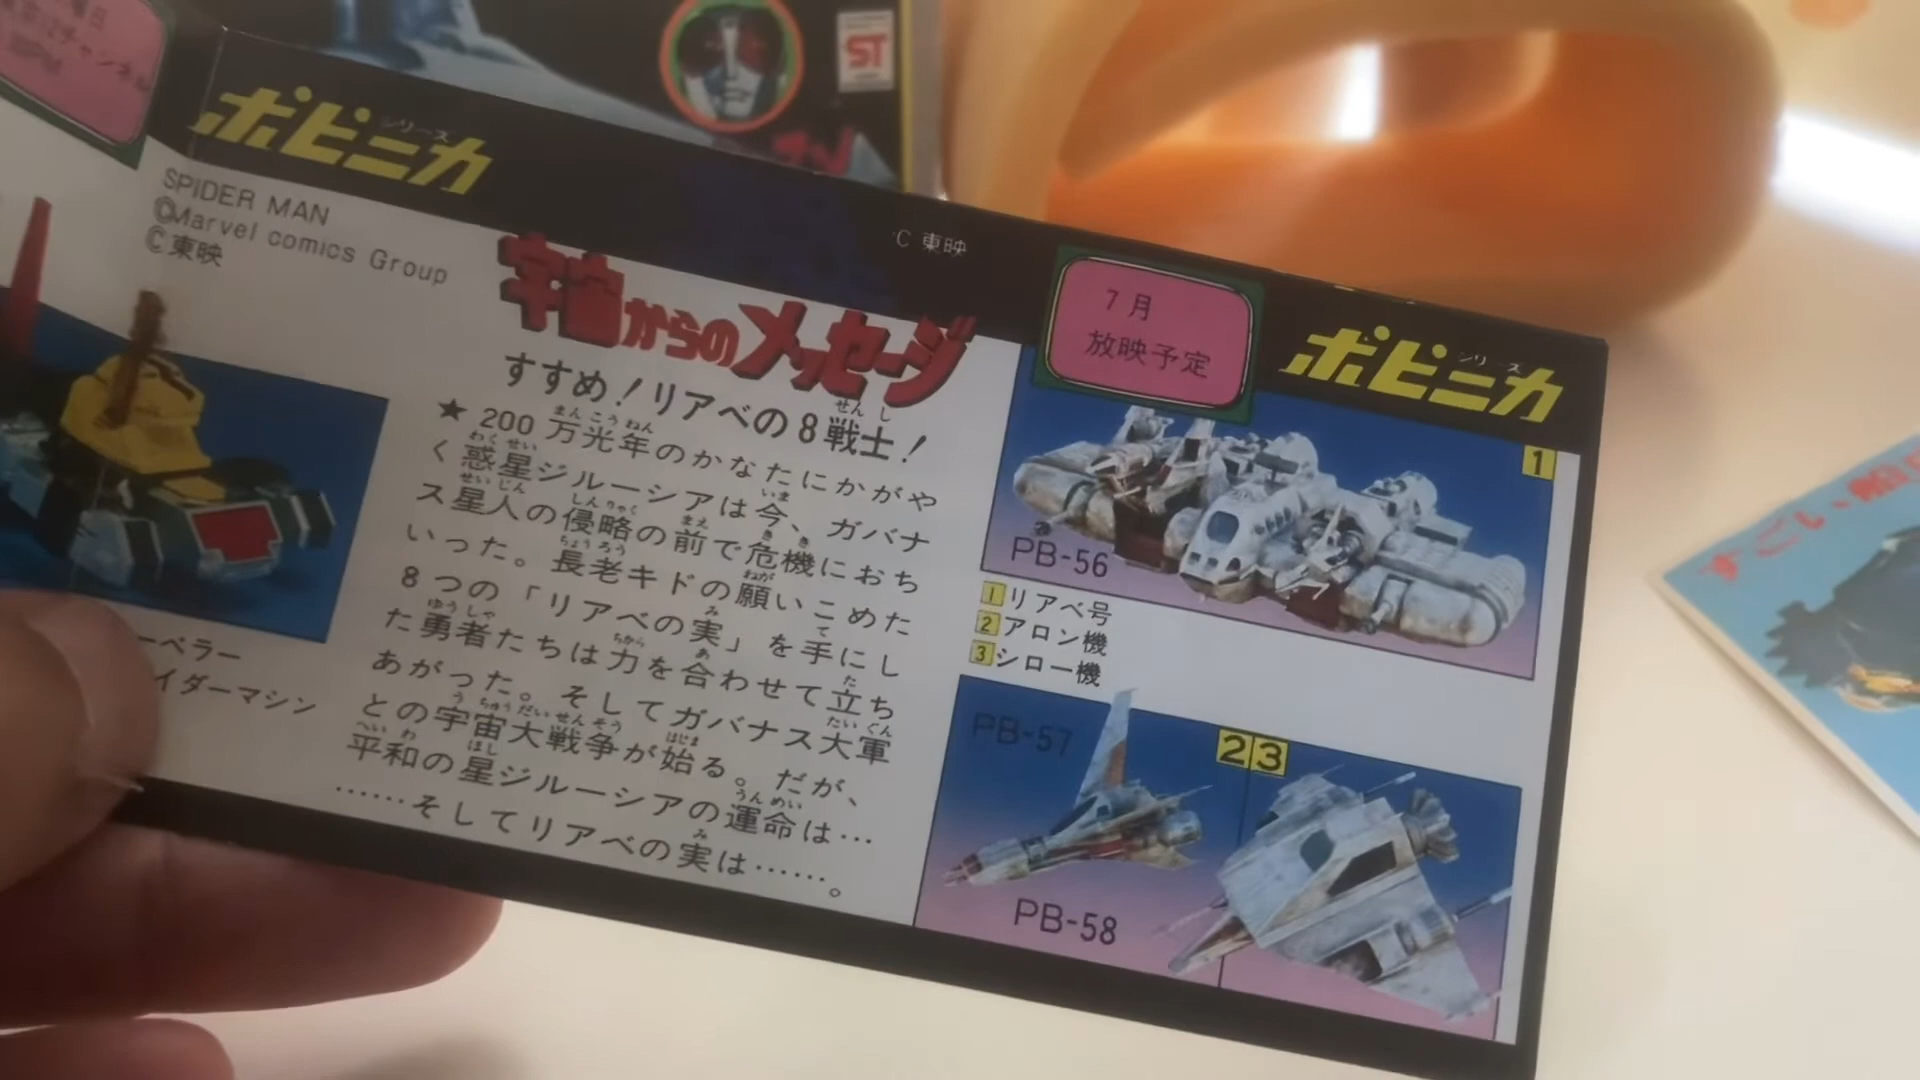 ポピニカ
シリーズ
SPIDER MAN
©Marvel comics Group
©東映
ST
C 東映
宇宙からのメッセージ
すすめ!リアベの8戦士!
★200万光年のかなたにかがや
く惑星ジルーシアは今、ガバナ
ス星人の侵略の前で危機におち
いった。長老キドの願いこめた
8つの「リアベの実」を手にし
た勇者たちは力を合わせて立ち
あがった。そしてガバナス大軍
との宇宙大戦争が始る。だが、
平和の星ジルーシアの運命は…
……そしてリアベの実は……。
7月
放映予定
ポピニカ
シリーズ
1
PB-56
1リアベ号
2アロン機
3シロー機
PB-57
23
PB-58
ーペラー
イダーマシン
すごい